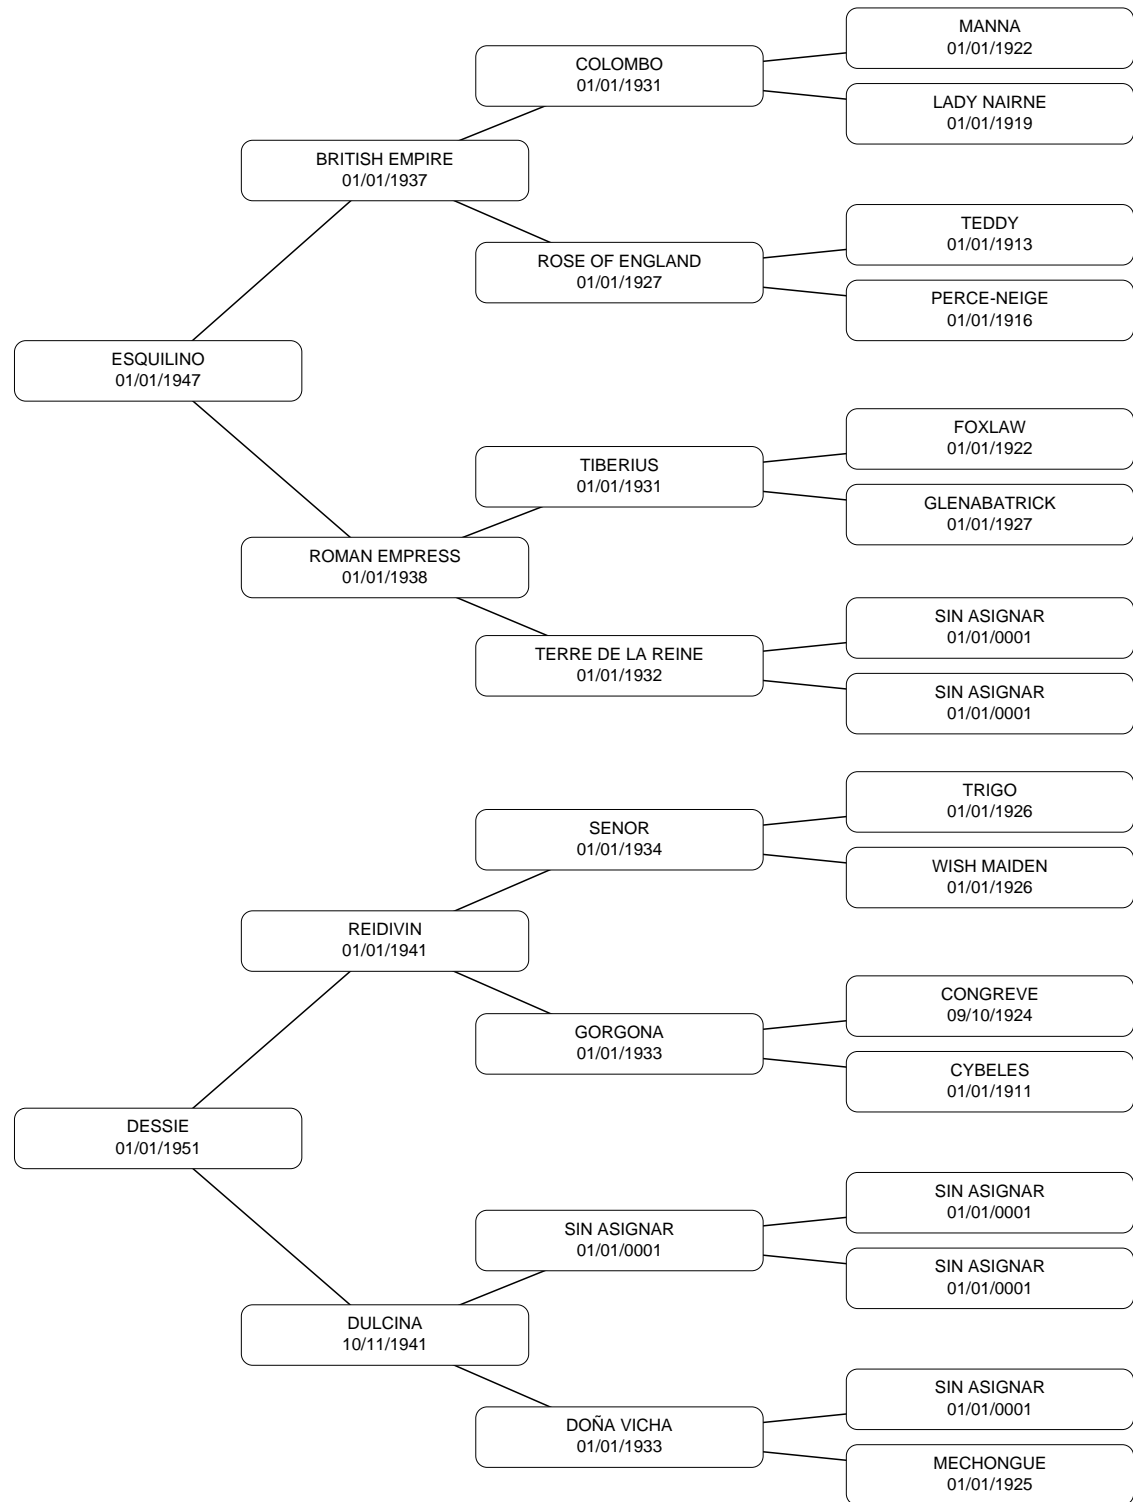 MANNA
01/01/1922
COLOMBO
01/01/1931
LADY NAIRNE
01/01/1919
BRITISH EMPIRE
01/01/1937
TEDDY
01/01/1913
ROSE OF ENGLAND
01/01/1927
PERCE-NEIGE
01/01/1916
ESQUILINO
01/01/1947
FOXLAW
01/01/1922
TIBERIUS
01/01/1931
GLENABATRICK
01/01/1927
ROMAN EMPRESS
01/01/1938
SIN ASIGNAR
01/01/0001
TERRE DE LA REINE
01/01/1932
SIN ASIGNAR
01/01/0001
TRIGO
01/01/1926
SENOR
01/01/1934
WISH MAIDEN
01/01/1926
REIDIVIN
01/01/1941
CONGREVE
09/10/1924
GORGONA
01/01/1933
CYBELES
01/01/1911
DESSIE
01/01/1951
SIN ASIGNAR
01/01/0001
SIN ASIGNAR
01/01/0001
SIN ASIGNAR
01/01/0001
DULCINA
10/11/1941
SIN ASIGNAR
01/01/0001
DOÑA VICHA
01/01/1933
MECHONGUE
01/01/1925